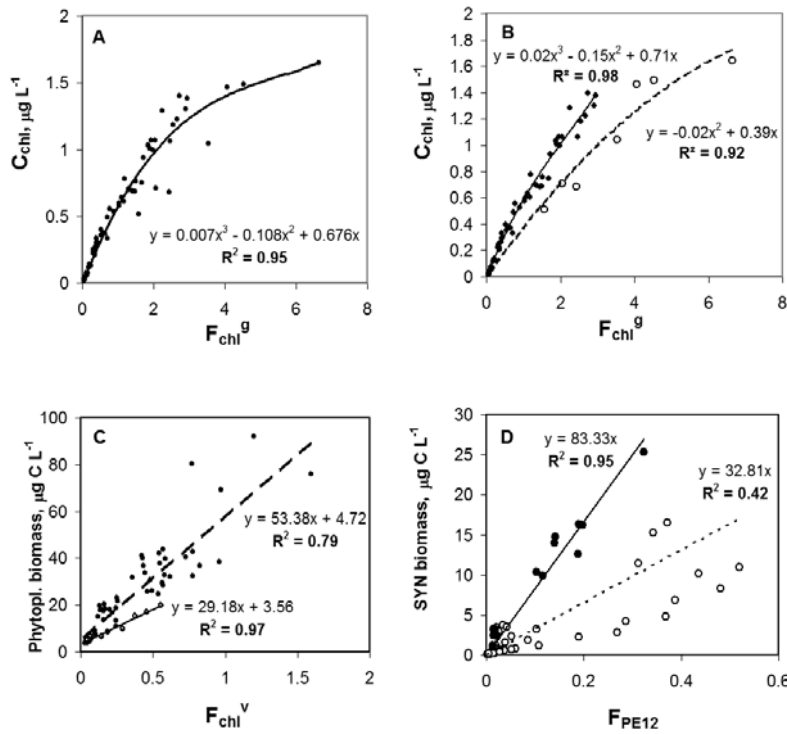 A
C_chl, µg L⁻¹
2
1.5
1
0.5
0
y = 0.007x³ - 0.108x² + 0.676x
R² = 0.95
0 2 4 6 8
F_chl^g
B
C_chl, µg L⁻¹
2
1.8
1.6
1.4
1.2
1
0.8
0.6
0.4
0.2
0
y = 0.02x³ - 0.15x² + 0.71x
R² = 0.98
y = -0.02x² + 0.39x
R² = 0.92
0 2 4 6 8
F_chl^g
C
Phytopl. biomass, µg C L⁻¹
100
80
60
40
20
0
y = 53.38x + 4.72
R² = 0.79
y = 29.18x + 3.56
R² = 0.97
0 0.5 1 1.5 2
F_chl^v
D
SYN biomass, µg C L⁻¹
30
25
20
15
10
5
0
y = 83.33x
R² = 0.95
y = 32.81x
R² = 0.42
0 0.2 0.4 0.6
F_PE12